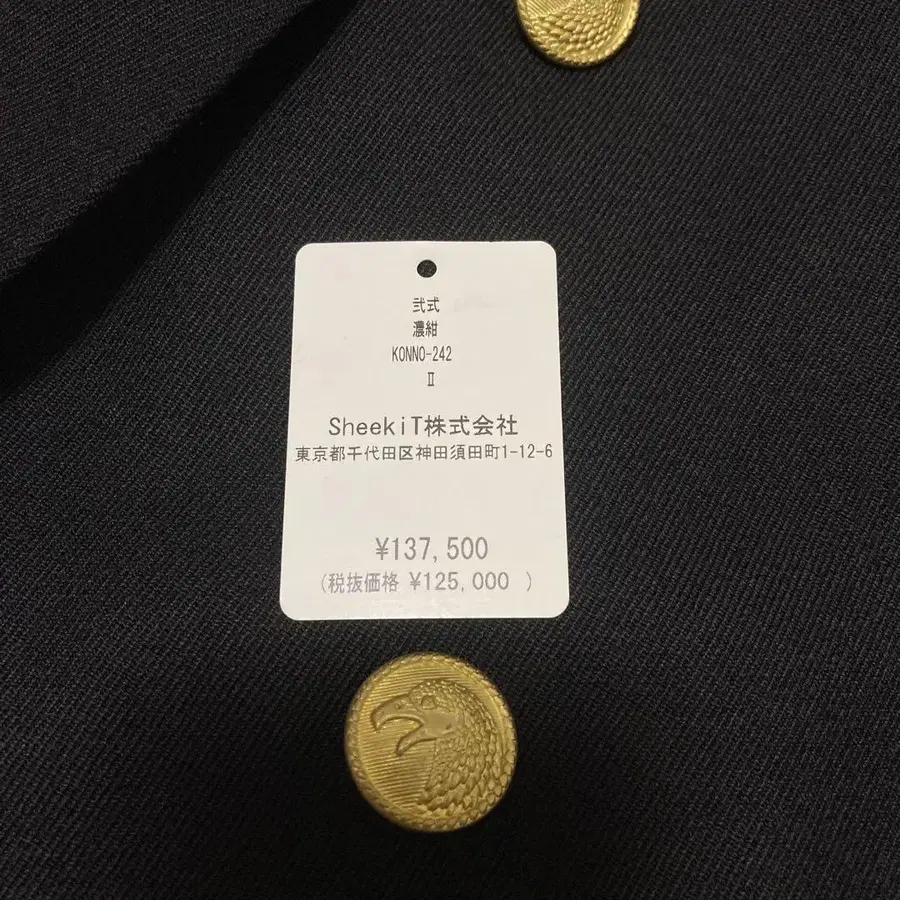 弐式
濃紺
KONNO-242
Ⅱ
SheekiT株式会社
東京都千代田区神田須田町1-12-6
¥137,500
(税抜価格 ¥125,000 )